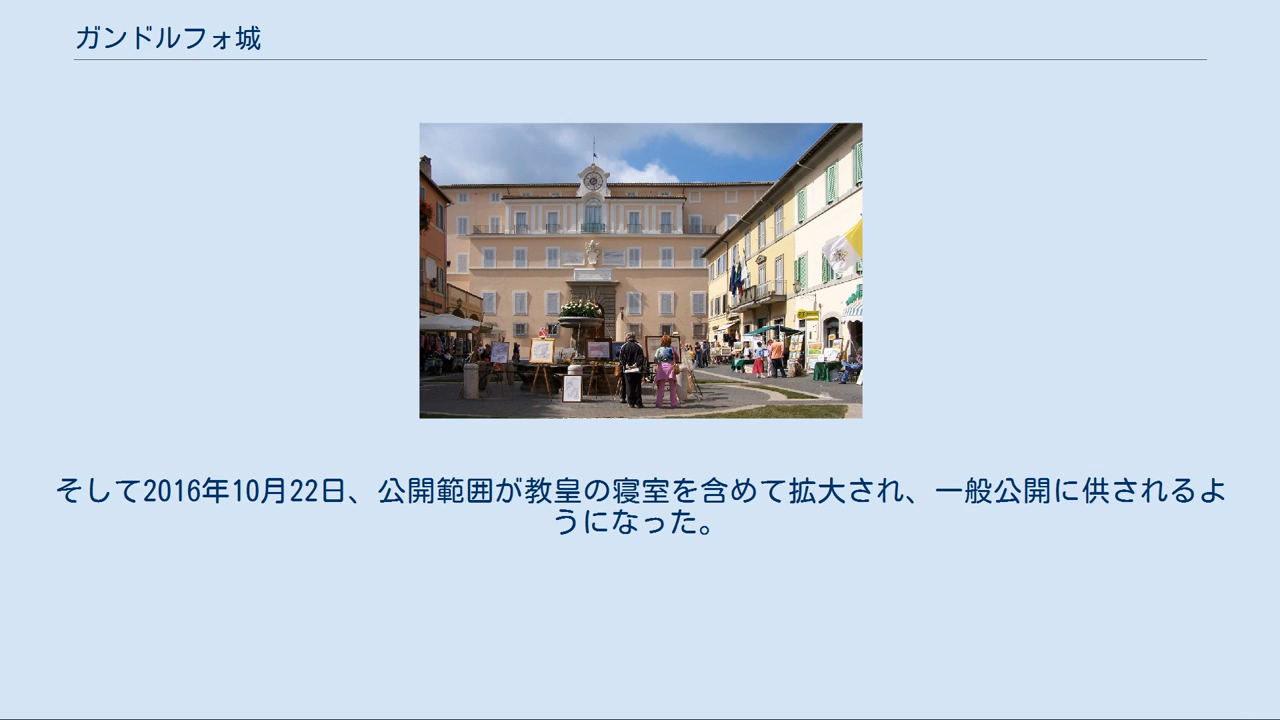 ガンドルフォ城
そして2016年10月22日、公開範囲が教皇の寝室を含めて拡大され、一般公開に供されるよ
うになった。